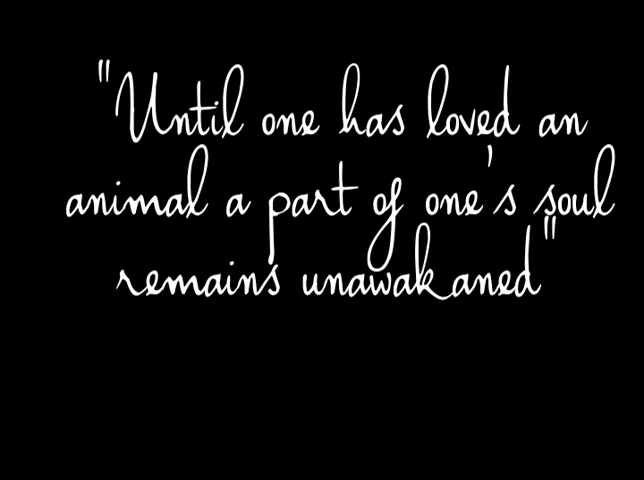 "Until one has loved an
animal a part of one's soul
remains unawakaned"